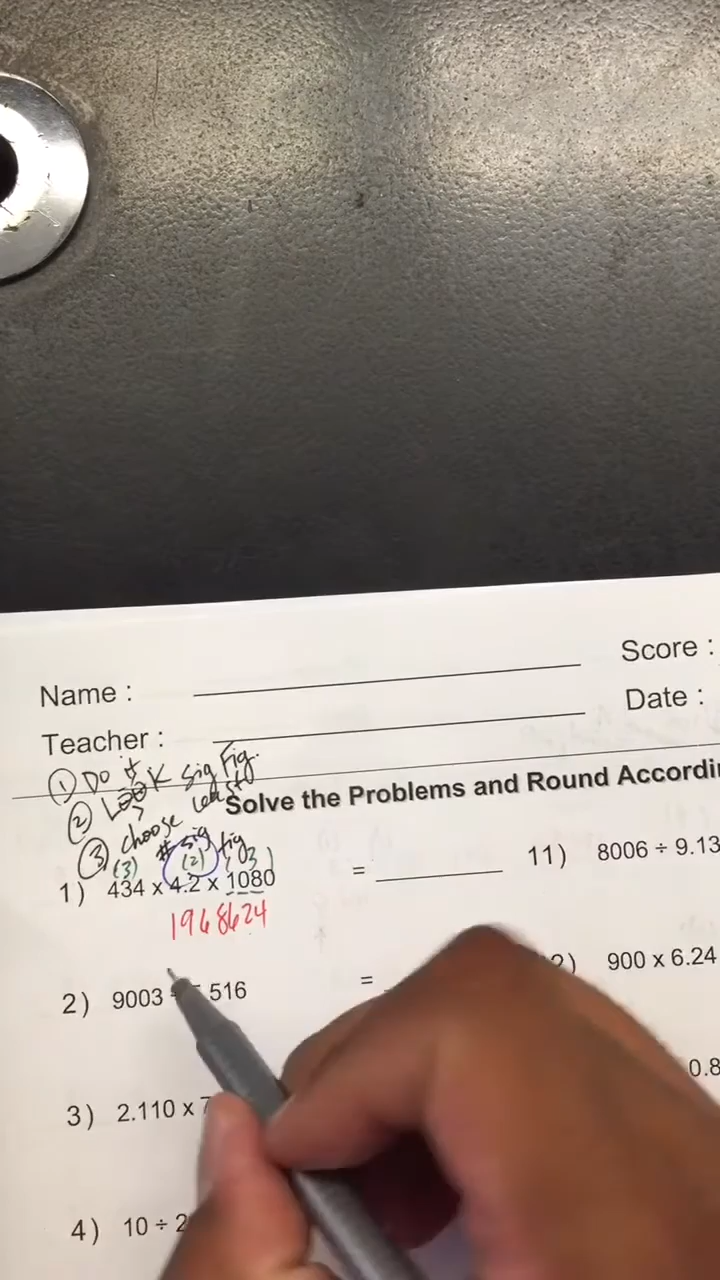 Name :
Score :
Teacher :
Date :
① Do it
② Look sig Fig.
③ choose least
# sig fig
Solve the Problems and Round Accordi
(3) (2) (3)
1) 434 x 4.2 x 1080 =
1968624
2) 9003 516 =
3) 2.110 x
4) 10 ÷ 2
11) 8006 ÷ 9.13
2) 900 x 6.24
0.8